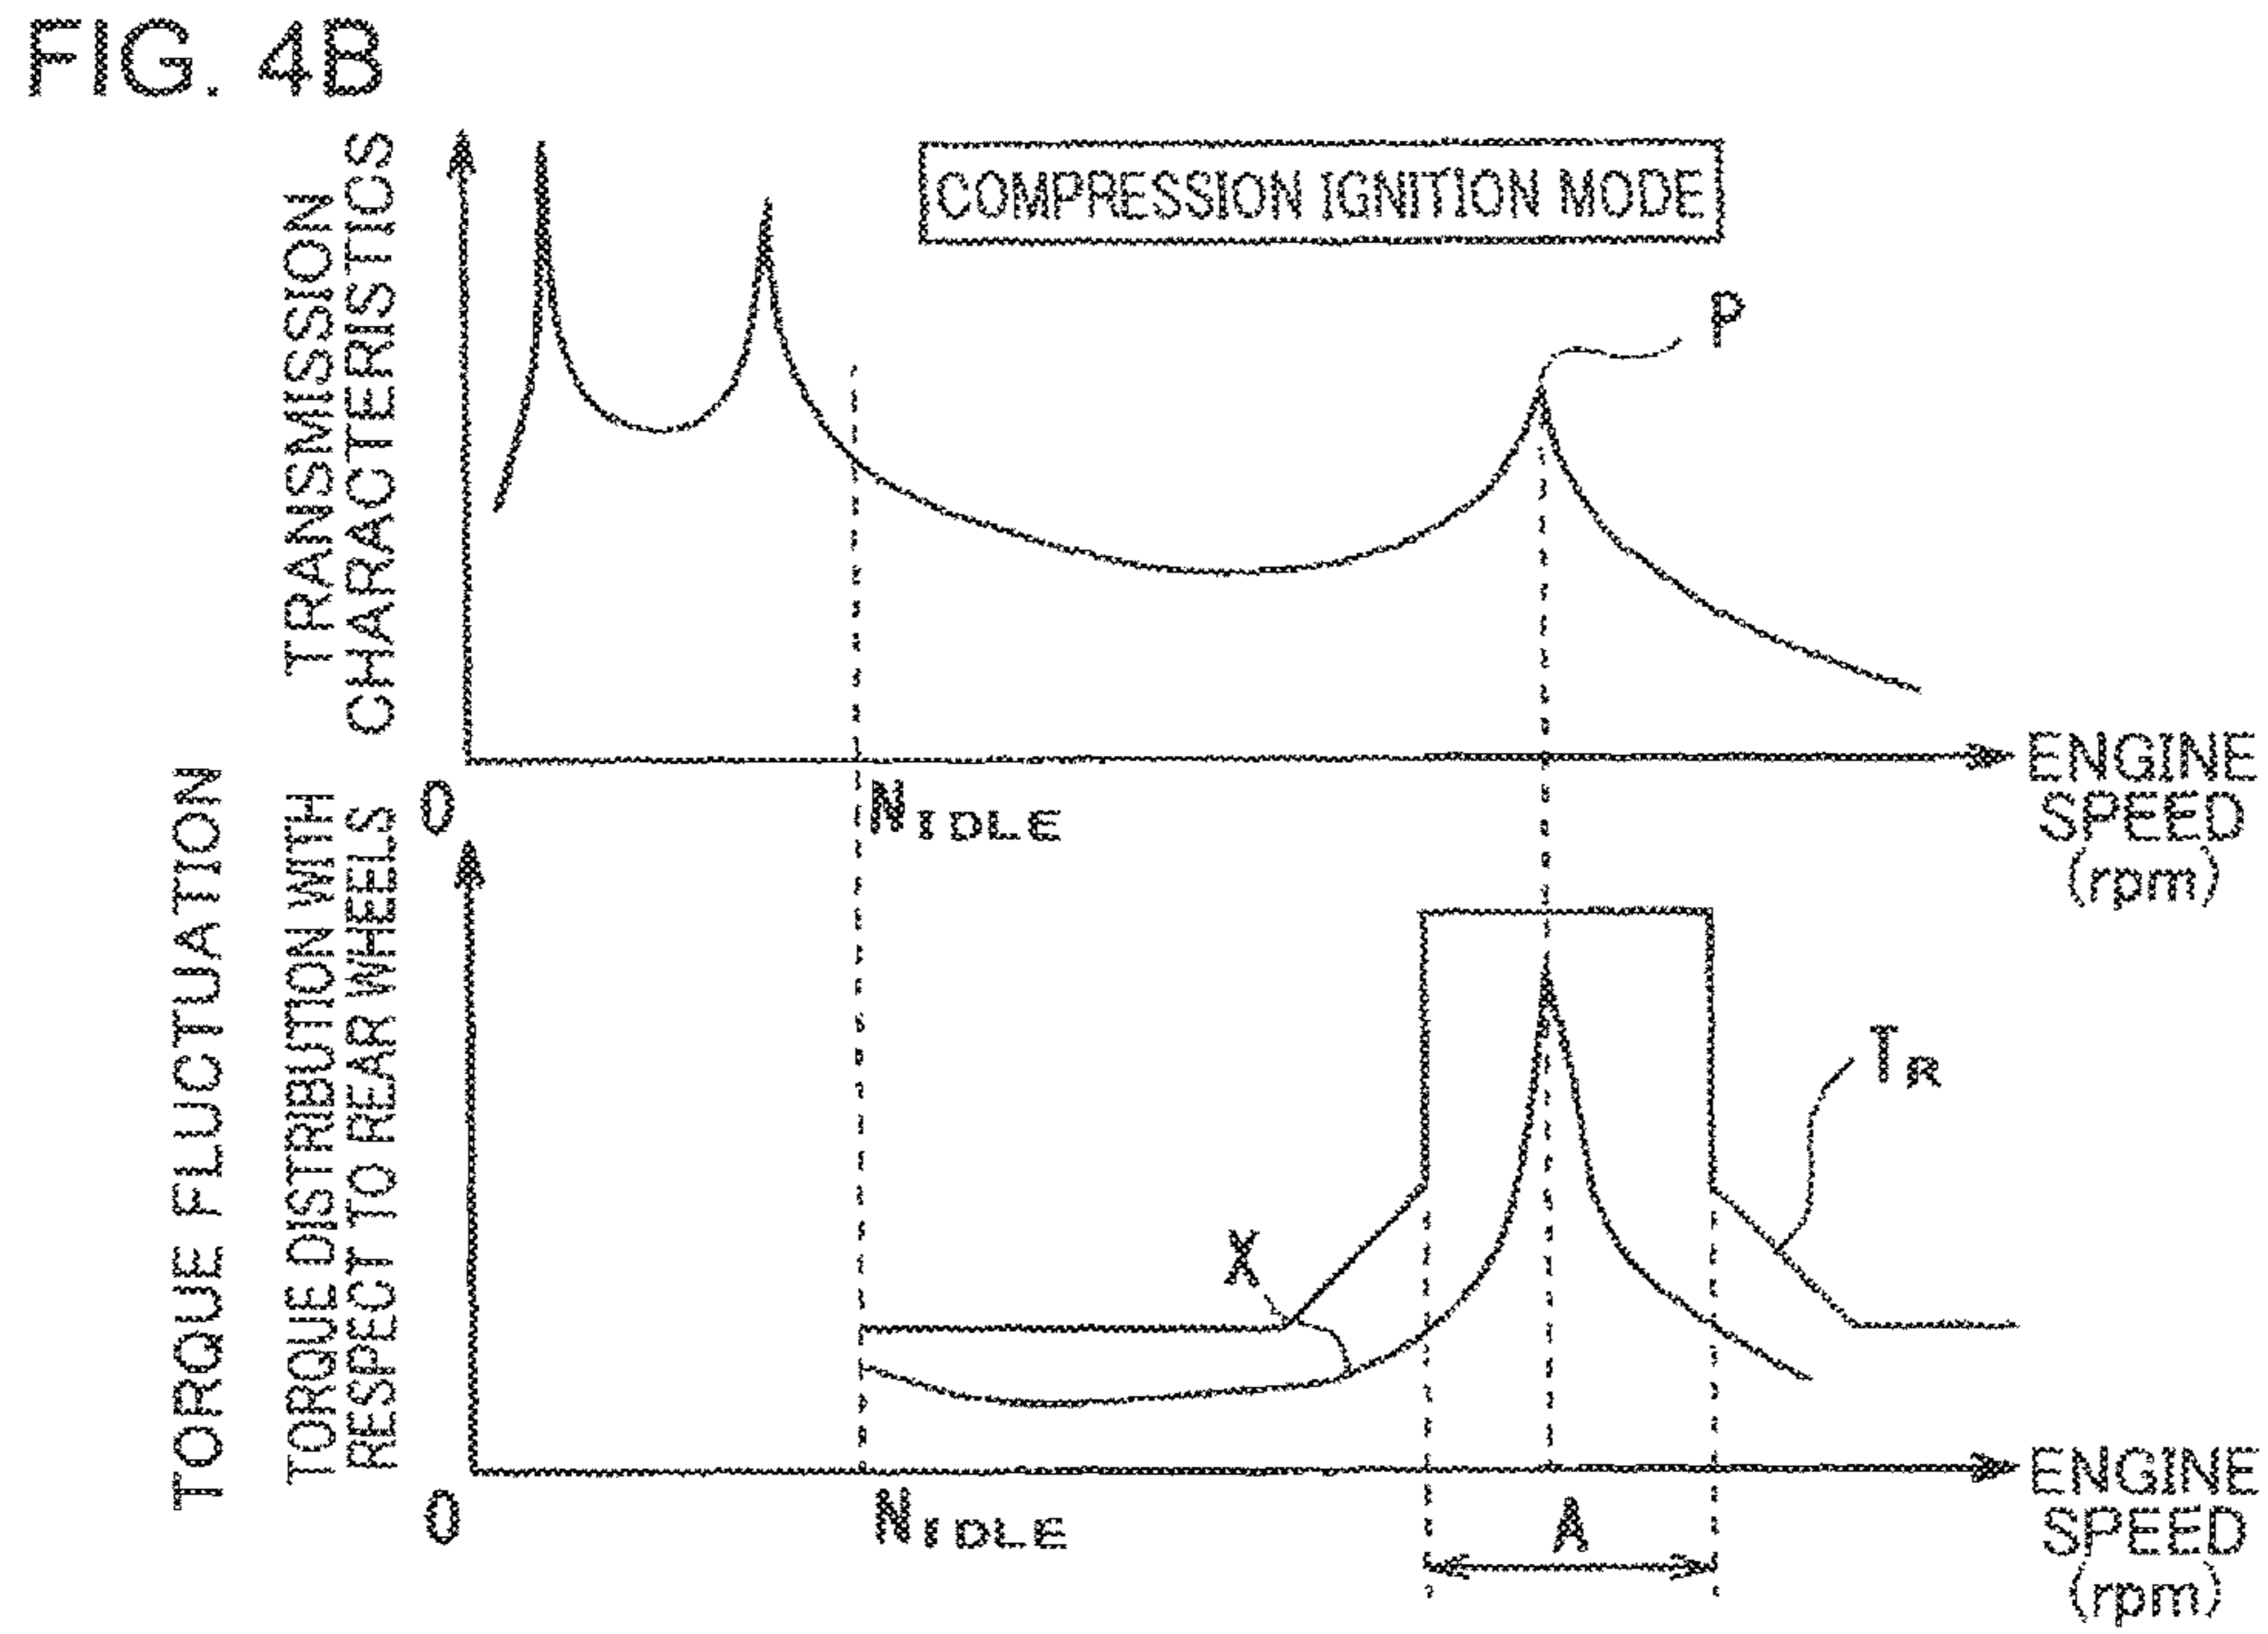 FIG. 4B
TRANSMISSION
CHARACTERISTICS
COMPRESSION IGNITION MODE
P
0
NIDLE
ENGINE
SPEED
(rpm)
TORQUE FLUCTUATION
TORQUE DISTRIBUTION WITH
RESPECT TO REAR WHEELS
X
TR
0
NIDLE
A
ENGINE
SPEED
(rpm)